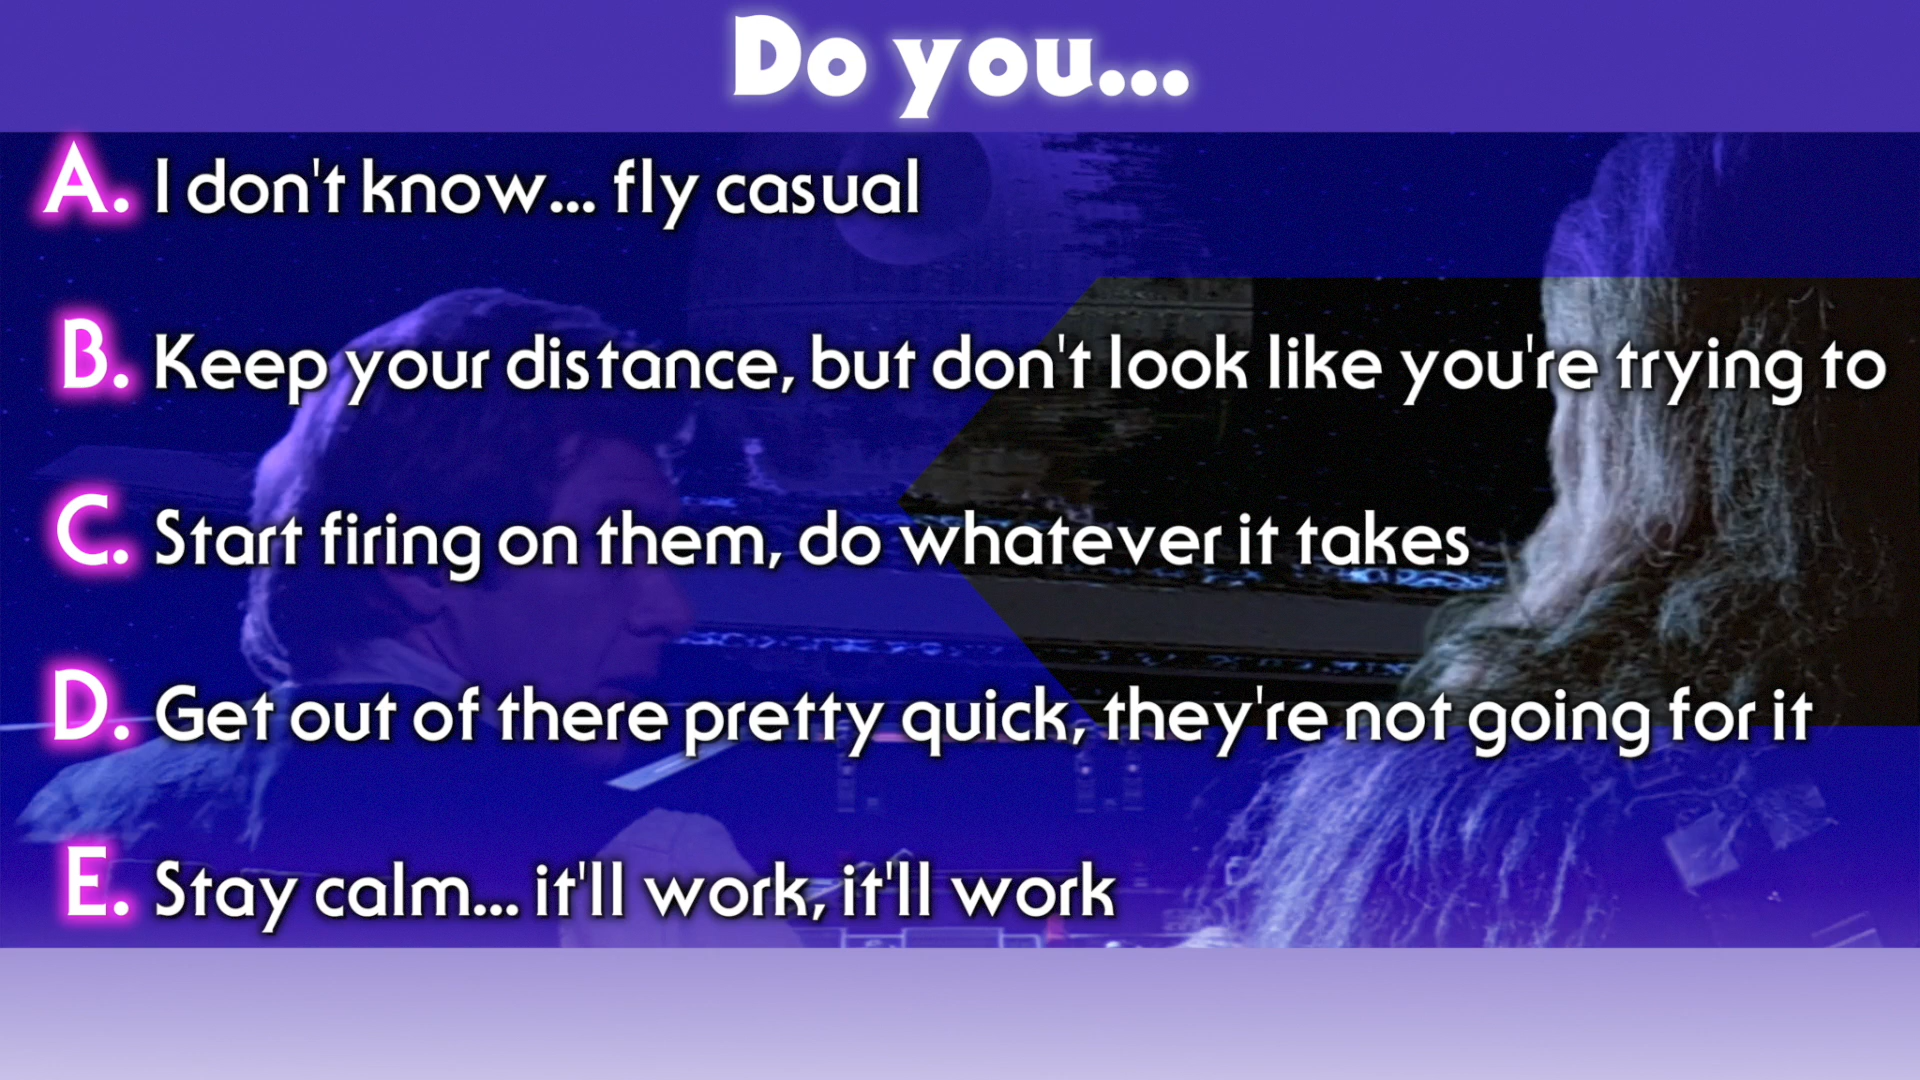 Do you...
A. I don't know... fly casual
B. Keep your distance, but don't look like you're trying to
C. Start firing on them, do whatever it takes
D. Get out of there pretty quick, they're not going for it
E. Stay calm... it'll work, it'll work